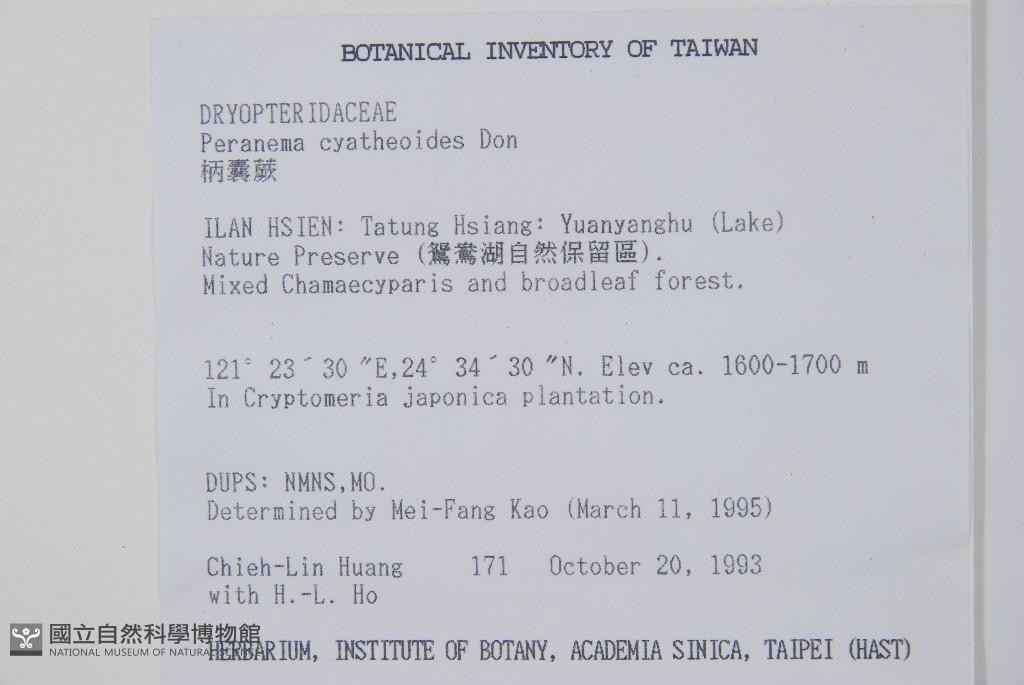 BOTANICAL INVENTORY OF TAIWAN
DRYOPTERIDACEAE
Peranema cyatheoides Don
柄囊蕨
ILAN HSIEN: Tatung Hsiang: Yuanyanghu (Lake)
Nature Preserve (鴛鴦湖自然保留區).
Mixed Chamaecyparis and broadleaf forest.
121° 23´30 ″E,24° 34´30 ″N. Elev ca. 1600-1700 m
In Cryptomeria japonica plantation.
DUPS: NMNS,MO.
Determined by Mei-Fang Kao (March 11, 1995)
Chieh-Lin Huang 171 October 20, 1993
with H.-L. Ho
HERBARIUM, INSTITUTE OF BOTANY, ACADEMIA SINICA, TAIPEI (HAST)
國立自然科學博物館
NATIONAL MUSEUM OF NATURAL